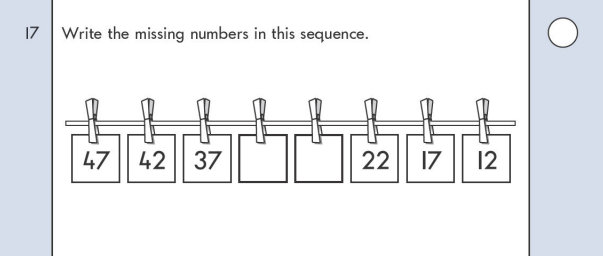 17 Write the missing numbers in this sequence.
47 42 37 22 17 12